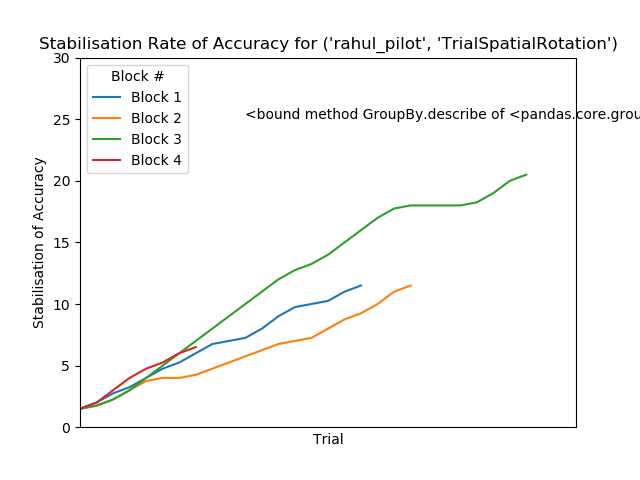 Stabilisation Rate of Accuracy for ('rahul_pilot', 'TrialSpatialRotation')
30
25
20
15
10
5
0
Stabilisation of Accuracy
Block #
Block 1
Block 2
Block 3
Block 4
<bound method GroupBy.describe of <pandas.core.grou
Trial